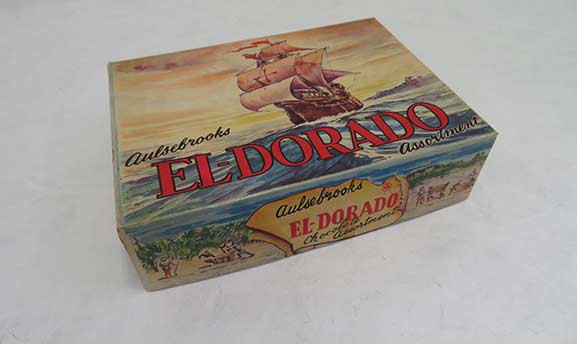 Aulsebrooks
EL-DORADO
Assortment
Aulsebrooks
EL-DORADO
Chocolate
Assortment